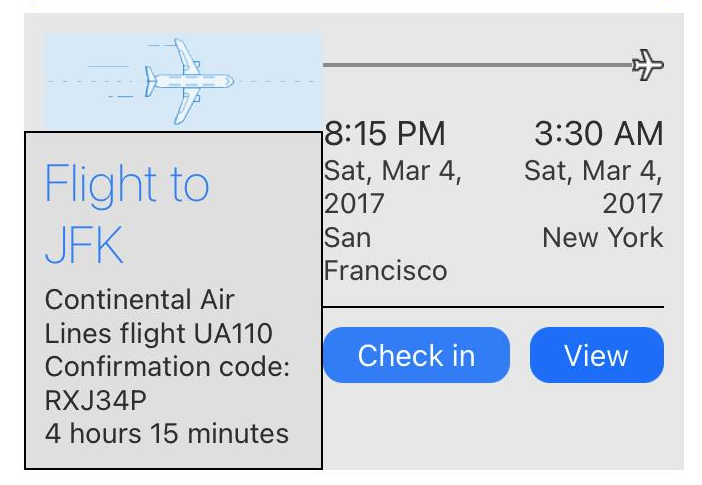 Flight to
JFK
Continental Air
Lines flight UA110
Confirmation code:
RXJ34P
4 hours 15 minutes
8:15 PM
Sat, Mar 4,
2017
San
Francisco
3:30 AM
Sat, Mar 4,
2017
New York
Check in
View